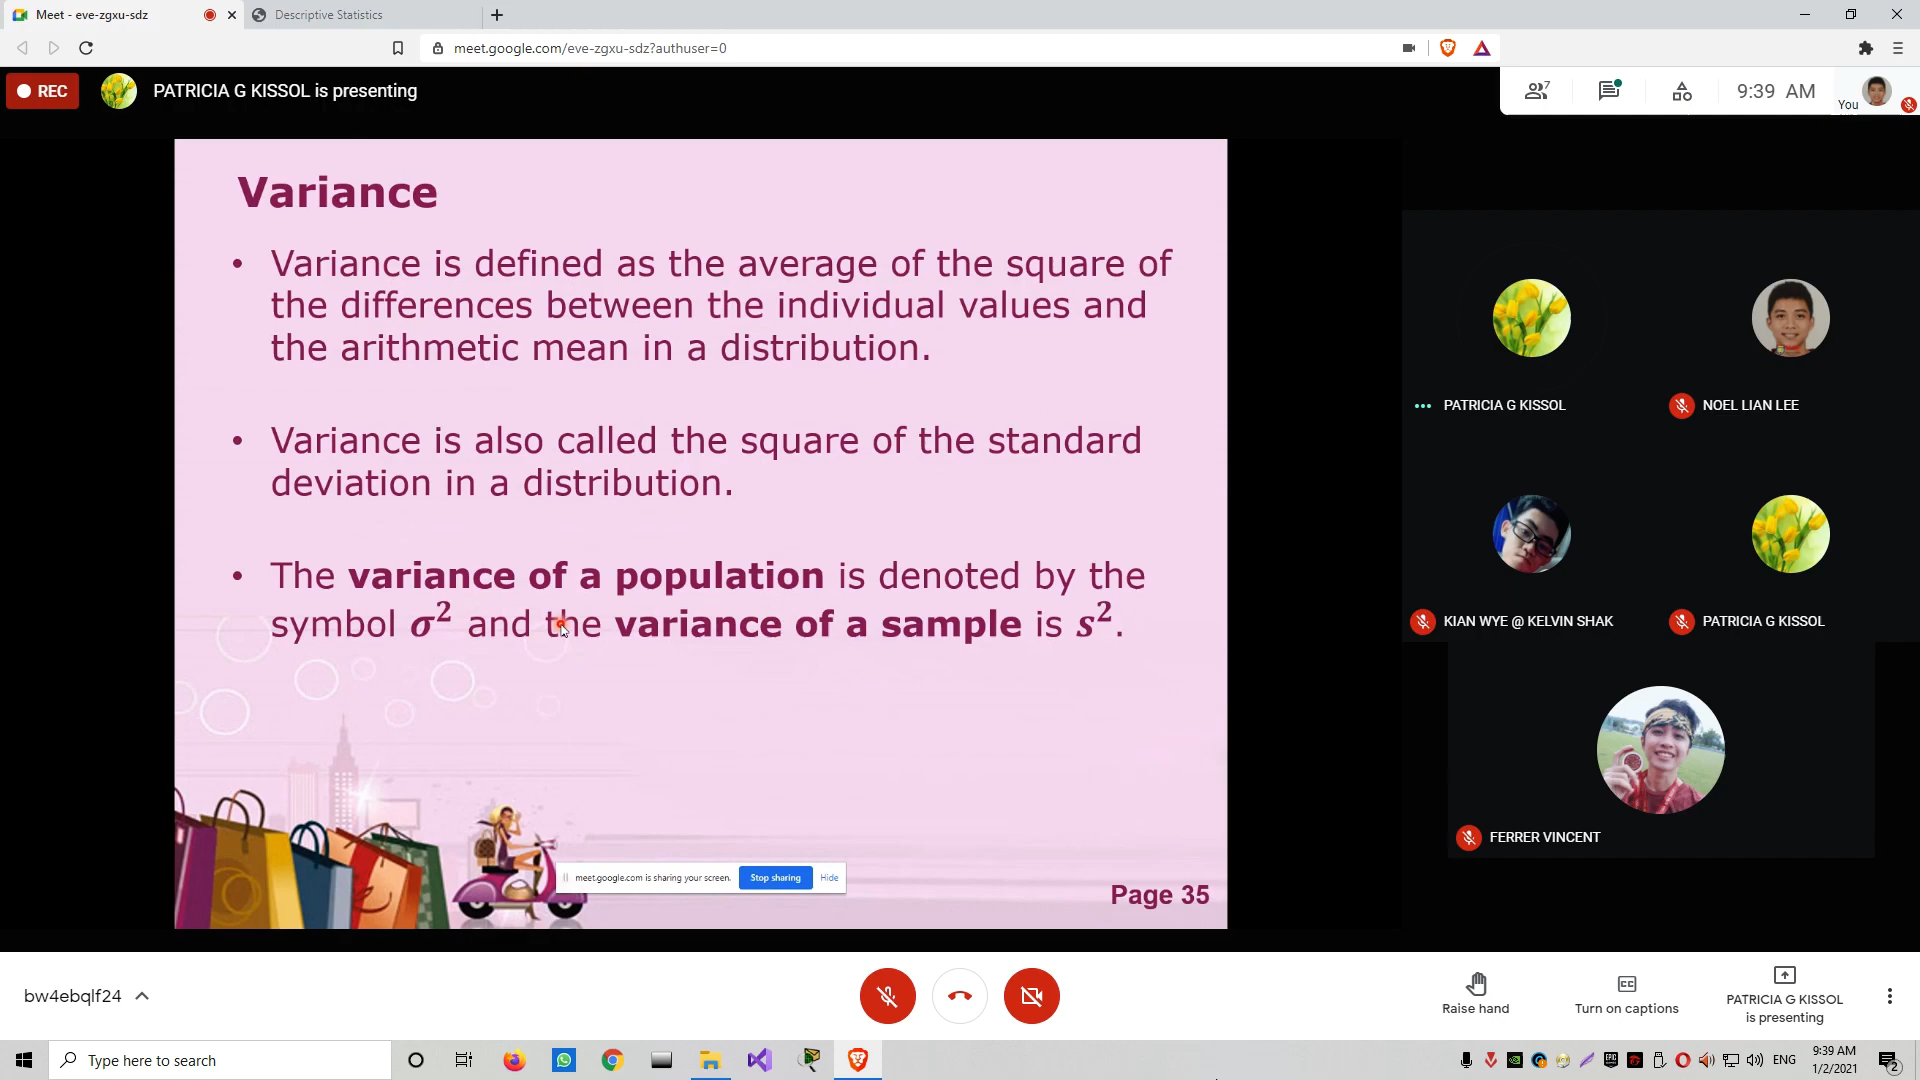 Meet - eve-zgxu-sdz
Descriptive Statistics
meet.google.com/eve-zgxu-sdz?authuser=0
REC
PATRICIA G KISSOL is presenting
7
9:39 AM
You
Variance
• Variance is defined as the average of the square of
the differences between the individual values and
the arithmetic mean in a distribution.
• Variance is also called the square of the standard
deviation in a distribution.
• The variance of a population is denoted by the
symbol σ² and the variance of a sample is s².
meet.google.com is sharing your screen.
Stop sharing
Hide
Page 35
PATRICIA G KISSOL
NOEL LIAN LEE
KIAN WYE @ KELVIN SHAK
PATRICIA G KISSOL
FERRER VINCENT
bw4ebqlf24
Raise hand
CC
Turn on captions
PATRICIA G KISSOL
is presenting
Type here to search
ENG
9:39 AM
1/2/2021
2